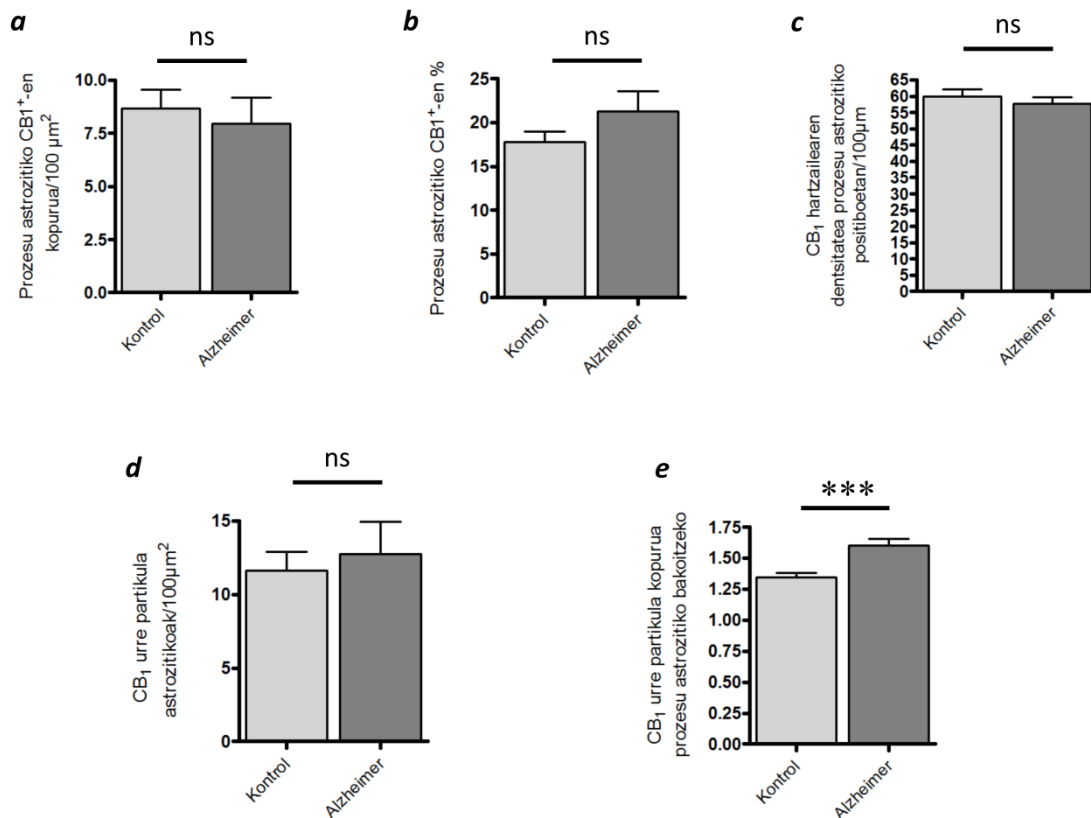 a
ns
Prozesu astrozitiko CB1+-en
kopurua/100 µm²
10.0
7.5
5.0
2.5
0.0
Kontrol
Alzheimer
b
ns
Prozesu astrozitiko CB1+-en %
25
20
15
10
5
0
Kontrol
Alzheimer
c
ns
CB₁ hartzailearen
dentsitatea prozesu astrozitiko
positiboetan/100µm
65
60
55
50
45
40
35
30
25
20
15
10
5
0
Kontrol
Alzheimer
d
ns
CB₁ urre partikula
astrozitikoak/100µm²
15
10
5
0
Kontrol
Alzheimer
e
***
CB₁ urre partikula kopurua
prozesu astrozitiko bakoitzeko
1.75
1.50
1.25
1.00
0.75
0.50
0.25
0.00
Kontrol
Alzheimer